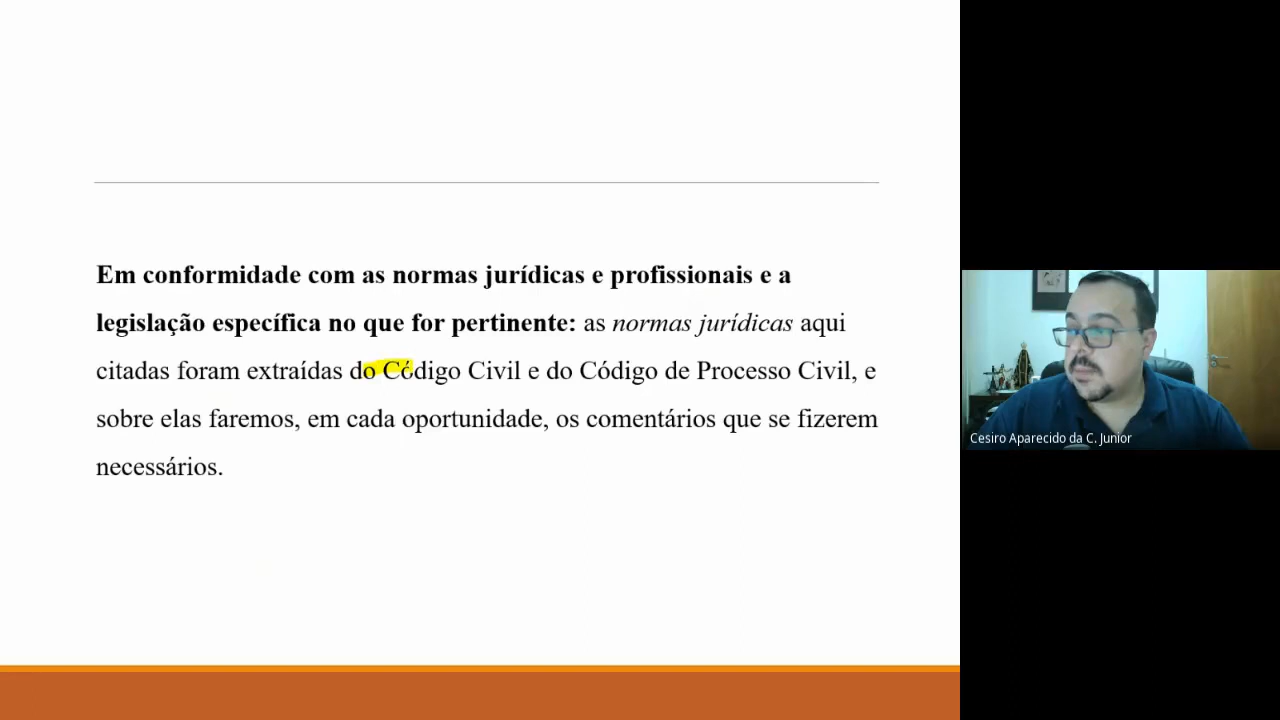 Em conformidade com as normas jurídicas e profissionais e a
legislação específica no que for pertinente: as normas jurídicas aqui
citadas foram extraídas do Código Civil e do Código de Processo Civil, e
sobre elas faremos, em cada oportunidade, os comentários que se fizerem
necessários.
Cesiro Aparecido da C. Junior